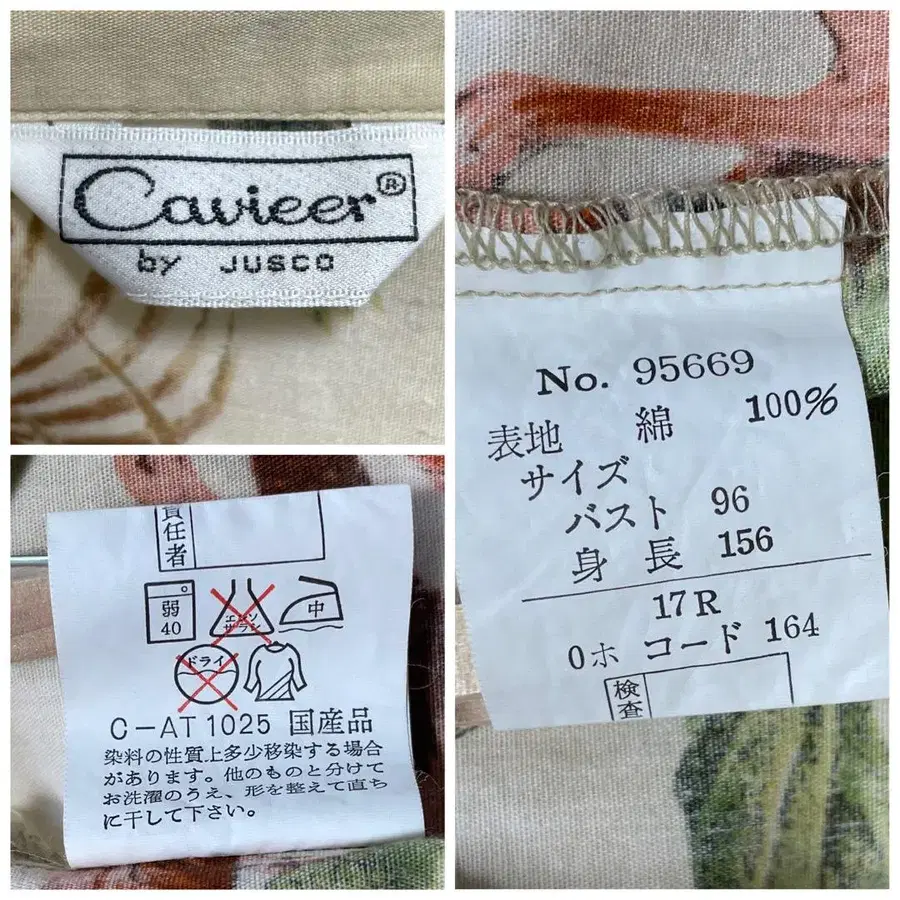 Cavieer®
by JUSCO
No. 95669
表地 綿 100%
サイズ
バスト 96
身長 156
17R
0ホ コード 164
検査
責任者
弱
40
エンソ
サラシ
中
ドライ
C-AT1025 国産品
染料の性質上多少移染する場合
があります。他のものと分けて
お洗濯のうえ、形を整えて直ち
に干して下さい。